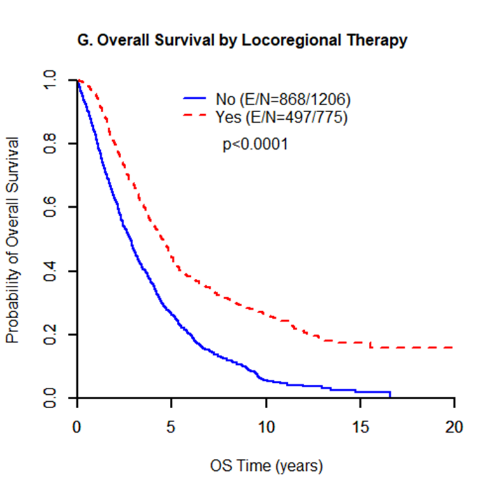 G. Overall Survival by Locoregional Therapy
No (E/N=868/1206)
Yes (E/N=497/775)
p<0.0001
Probability of Overall Survival
1.0
0.8
0.6
0.4
0.2
0.0
0 5 10 15 20
OS Time (years)